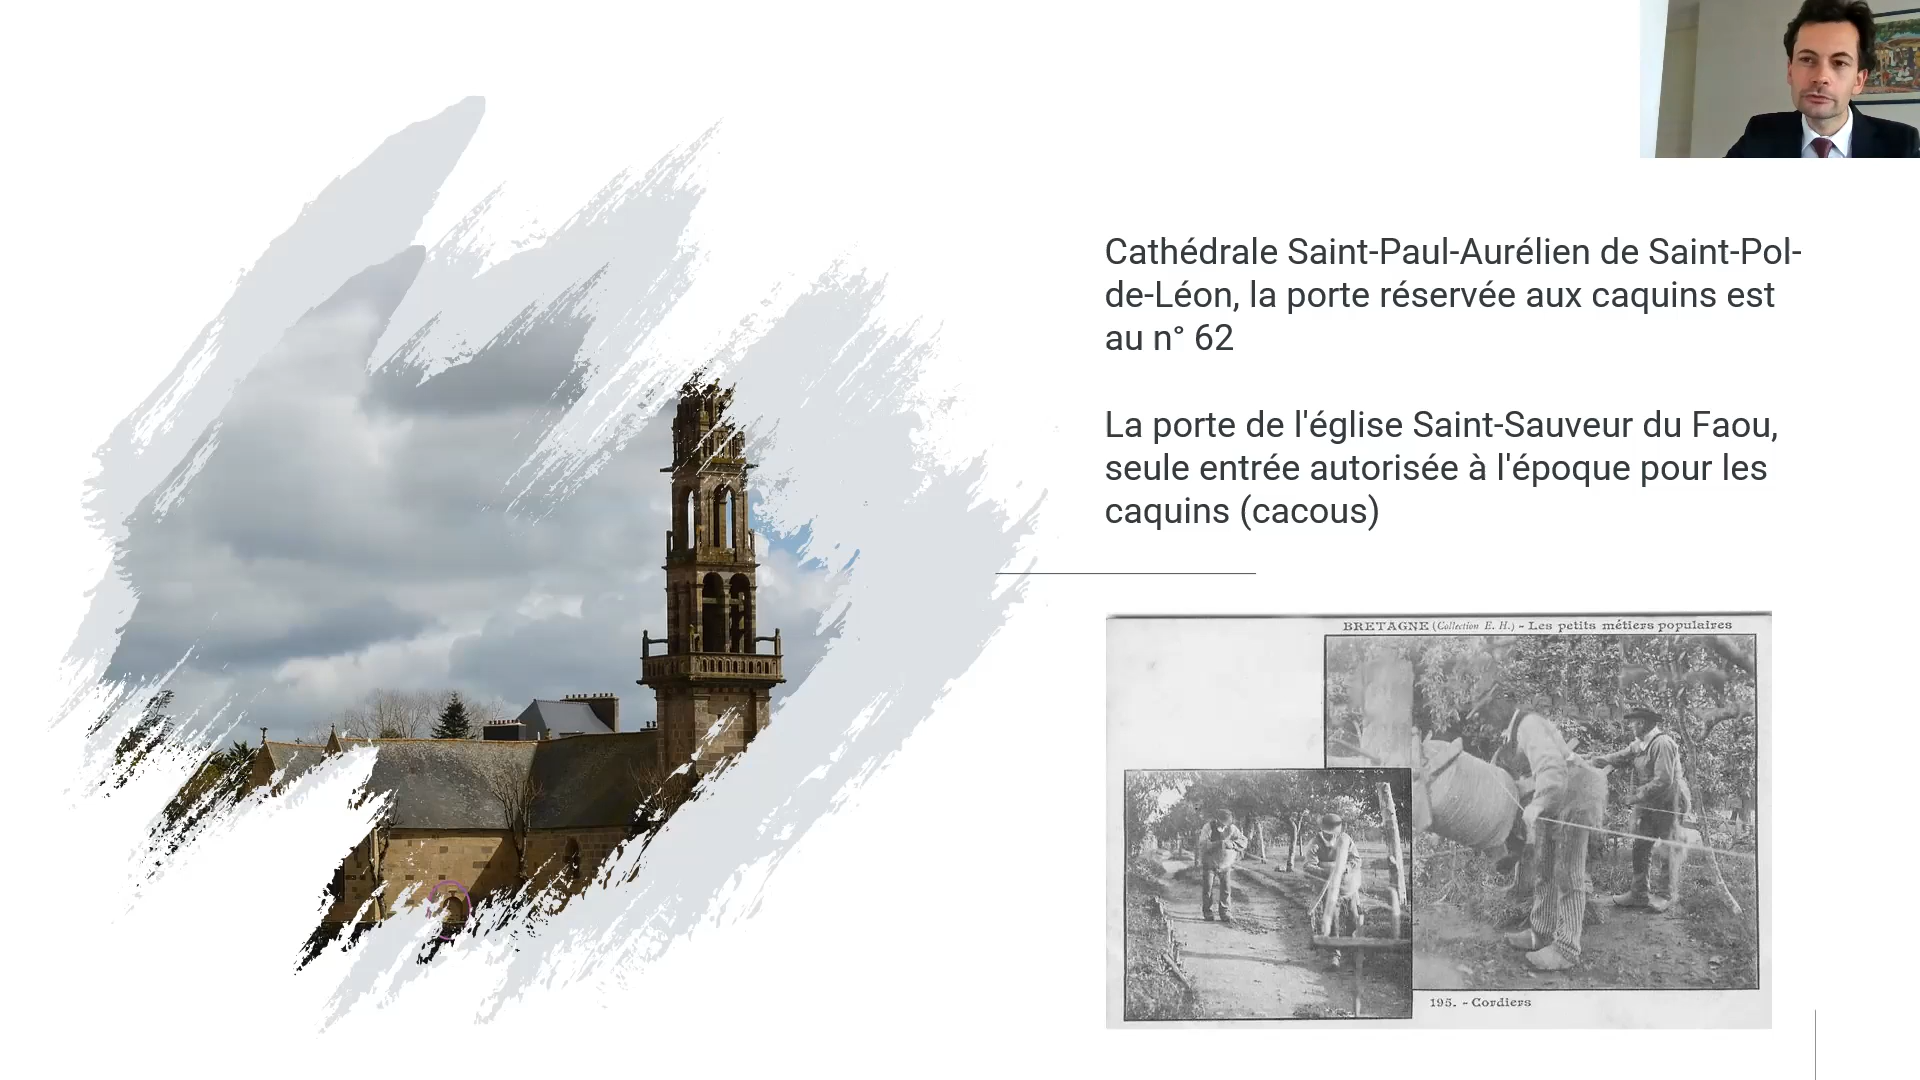 Cathédrale Saint-Paul-Aurélien de Saint-Pol-
de-Léon, la porte réservée aux caquins est
au n° 62
La porte de l'église Saint-Sauveur du Faou,
seule entrée autorisée à l'époque pour les
caquins (cacous)
BRETAGNE (Collection E. H.) - Les petits métiers populaires
195. - Cordiers